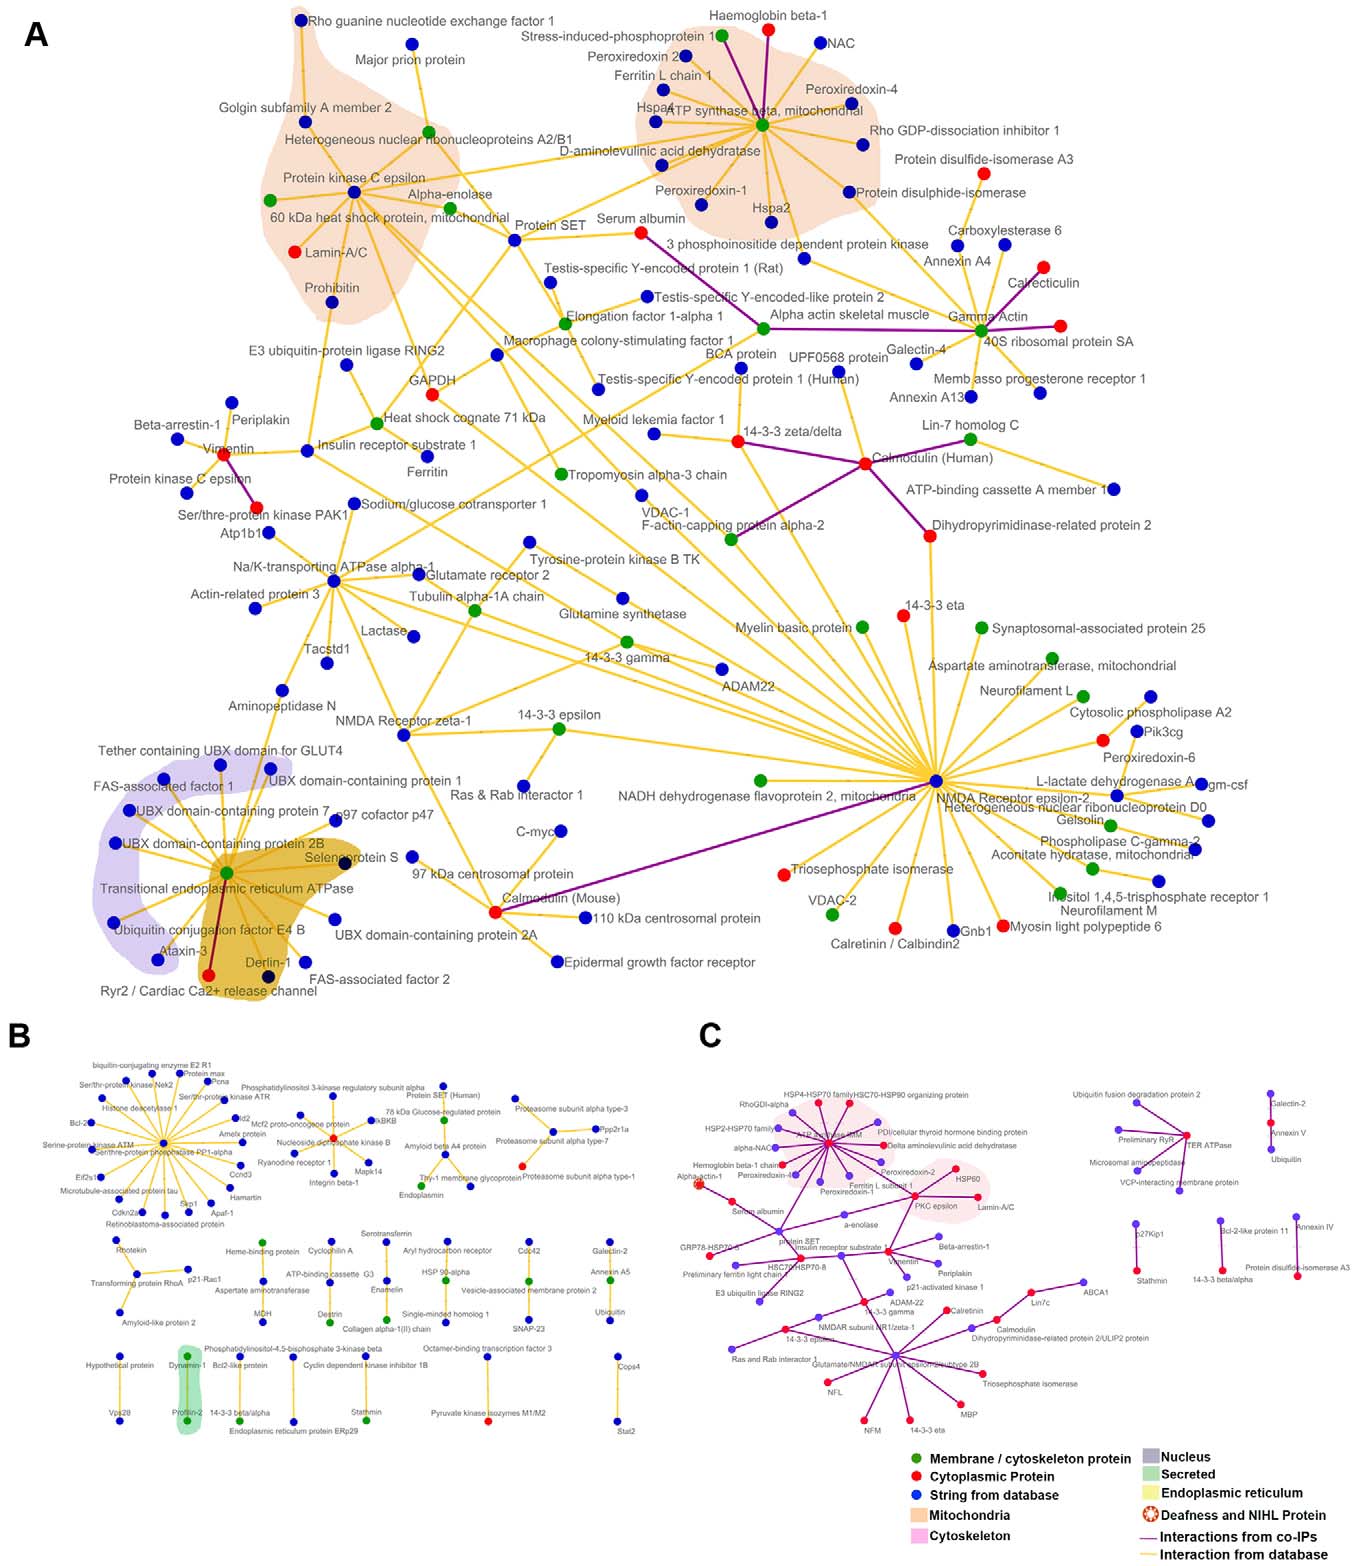 A
Rho guanine nucleotide exchange factor 1
Major prion protein
Golgin subfamily A member 2
Heterogeneous nuclear ribonucleoproteins A2/B1
Protein kinase C epsilon
Alpha-enolase
60 kDa heat shock protein, mitochondrial
Lamin-A/C
Prohibitin
Haemoglobin beta-1
Stress-induced-phosphoprotein 1
NAC
Peroxiredoxin 2
Ferritin L chain 1
Peroxiredoxin-4
Hspa4
ATP synthase beta, mitochondrial
Rho GDP-dissociation inhibitor 1
D-aminolevulinic acid dehydratase
Protein disulfide-isomerase A3
Peroxiredoxin-1
Protein disulphide-isomerase
Hspa2
Protein SET
Serum albumin
3 phosphoinositide dependent protein kinase
Carboxylesterase 6
Annexin A4
Calrecticulin
Testis-specific Y-encoded protein 1 (Rat)
Testis-specific Y-encoded-like protein 2
Elongation factor 1-alpha 1
Alpha actin skeletal muscle
Gamma Actin
40S ribosomal protein SA
Macrophage colony-stimulating factor 1
E3 ubiquitin-protein ligase RING2
BCA protein
UPF0568 protein
Galectin-4
GAPDH
Testis-specific Y-encoded protein 1 (Human)
Memb asso progesterone receptor 1
Annexin A13
Periplakin
Beta-arrestin-1
Heat shock cognate 71 kDa
Myeloid lekemia factor 1
14-3-3 zeta/delta
Lin-7 homolog C
Vimentin
Insulin receptor substrate 1
Ferritin
Calmodulin (Human)
Protein kinase C epsilon
Tropomyosin alpha-3 chain
ATP-binding cassette A member 1
Ser/thre-protein kinase PAK1
Sodium/glucose cotransporter 1
VDAC-1
F-actin-capping protein alpha-2
Dihydropyrimidinase-related protein 2
Atp1b1
Tyrosine-protein kinase B TK
Na/K-transporting ATPase alpha-1
Glutamate receptor 2
Actin-related protein 3
Tubulin alpha-1A chain
Glutamine synthetase
14-3-3 eta
Lactase
Myelin basic protein
Synaptosomal-associated protein 25
Tacstd1
14-3-3 gamma
Aspartate aminotransferase, mitochondrial
ADAM22
Neurofilament L
Aminopeptidase N
Cytosolic phospholipase A2
NMDA Receptor zeta-1
14-3-3 epsilon
Pik3cg
Peroxiredoxin-6
Tether containing UBX domain for GLUT4
FAS-associated factor 1
UBX domain-containing protein 1
Ras & Rab interactor 1
NADH dehydrogenase flavoprotein 2, mitochondria
NMDA Receptor epsilon-2
L-lactate dehydrogenase A
gm-csf
Heterogeneous nuclear ribonucleoprotein D0
UBX domain-containing protein 7
p97 cofactor p47
Gelsolin
UBX domain-containing protein 2B
C-myc
Phospholipase C-gamma-2
Selenoprotein S
Aconitate hydratase, mitochondrial
97 kDa centrosomal protein
Triosephosphate isomerase
Transitional endoplasmic reticulum ATPase
Calmodulin (Mouse)
VDAC-2
Inositol 1,4,5-trisphosphate receptor 1
Neurofilament M
110 kDa centrosomal protein
Ubiquitin conjugation factor E4 B
UBX domain-containing protein 2A
Calretinin / Calbindin2
Gnb1
Myosin light polypeptide 6
Ataxin-3
Derlin-1
Epidermal growth factor receptor
FAS-associated factor 2
Ryr2 / Cardiac Ca2+ release channel
B
biquitin-conjugating enzyme E2 R1
Protein max
Ser/thr-protein kinase Nek2
Pcna
Ser/thr-protein kinase ATR
Histone deacetylase 1
Bcl-2
Id2
Amelx protein
Serine-protein kinase ATM
Ser/thre-protein phosphatase PP1-alpha
Eif2s1
Ccnd3
Microtubule-associated protein tau
Hamartin
Cdkn2a
Skp1
Apaf-1
Retinoblastoma-associated protein
Phosphatidylinositol 3-kinase regulatory subunit alpha
Mcf2 proto-oncogene protein
IkBKB
Nucleoside diphosphate kinase B
Ryanodine receptor 1
Mapk14
Integrin beta-1
Protein SET (Human)
78 kDa Glucose-regulated protein
Amyloid beta A4 protein
Thy-1 membrane glycoprotein
Endoplasmin
Proteasome subunit alpha type-3
Ppp2r1a
Proteasome subunit alpha type-7
Proteasome subunit alpha type-1
Rhotekin
Transforming protein RhoA
p21-Rac1
Amyloid-like protein 2
Heme-binding protein
Aspertate aminotransferase
MDH
Cyclophilin A
ATP-binding cassette G3
Destrin
Serotransferrin
Enamelin
Collagen alpha-1(II) chain
Aryl hydrocarbon receptor
HSP 90-alpha
Single-minded homolog 1
Cdc42
Vesicle-associated membrane protein 2
SNAP-23
Galectin-2
Annexin A5
Ubiquitin
Hypothetical protein
Vps28
Dynamin-1
Profilin-2
Phosphatidylinositol-4,5-bisphosphate 3-kinase beta
Bcl2-like protein
14-3-3 beta/alpha
Endoplasmic reticulum protein ERp29
Cyclin dependent kinase inhibitor 1B
Stathmin
Octamer-binding transcription factor 3
Pyruvate kinase isozymes M1/M2
Cops4
Stat2
C
HSP4-HSP70 family
HSC70-HSP90 organizing protein
RhoGDI-alpha
HSP2-HSP70 family
PDI/cellular thyroid hormone binding protein
ATP synthase IMM
alpha-NAC
Delta aminolevulinic acid dehydratase
Hemoglobin beta-1 chain
Peroxiredoxin-2
Peroxiredoxin-4
Ferritin L subunit 1
Peroxiredoxin-1
HSP60
Alpha-actin-1
PKC epsilon
Lamin-A/C
Serum albumin
a-enolase
protein SET
GRP78-HSP70-5
Insulin receptor substrate 1
Beta-arrestin-1
HSC70/HSP70-8
Vimentin
Preliminary ferritin light chain 1
Periplakin
E3 ubiquitin ligase RING2
p21-activated kinase 1
ADAM-22
14-3-3 gamma
Calretinin
Lin7c
ABCA1
NMDAR subunit NR1/zeta-1
14-3-3 epsilon
Calmodulin
Dihydropyriminidase-related protein 2/ULIP2 protein
Ras and Rab interactor 1
Glutamate/NMDAR subunit epsilon-2/subtype 2B
Triosephosphate isomerase
NFL
MBP
NFM
14-3-3 eta
Ubiquitin fusion degradation protein 2
Preliminary RyR
TER ATPase
Microsomal aminopeptidase
VCP-interacting membrane protein
Galectin-2
Annexin V
Ubiquitin
p27Kip1
Stathmin
Bcl-2-like protein 11
14-3-3 beta/alpha
Annexin IV
Protein disulfide-isomerase A3
Membrane / cytoskeleton protein
Cytoplasmic Protein
String from database
Mitochondria
Cytoskeleton
Nucleus
Secreted
Endoplasmic reticulum
Deafness and NIHL Protein
Interactions from co-IPs
Interaction from database